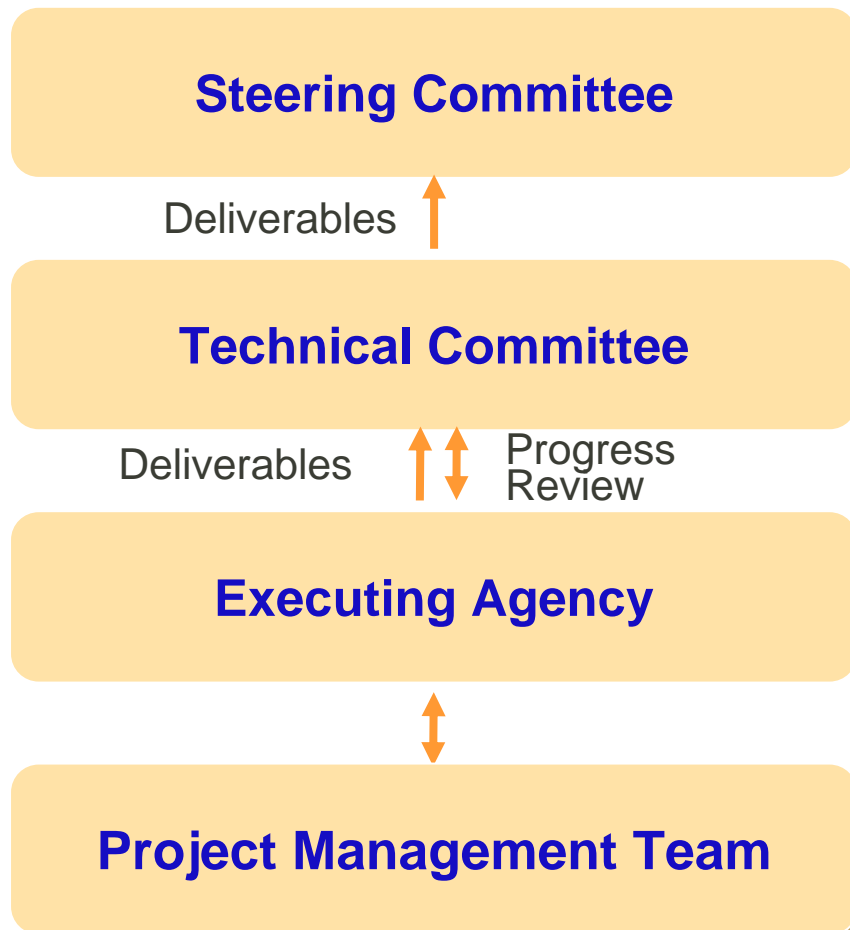 Steering Committee
Deliverables
Technical Committee
Deliverables
Progress
Review
Executing Agency
Project Management Team